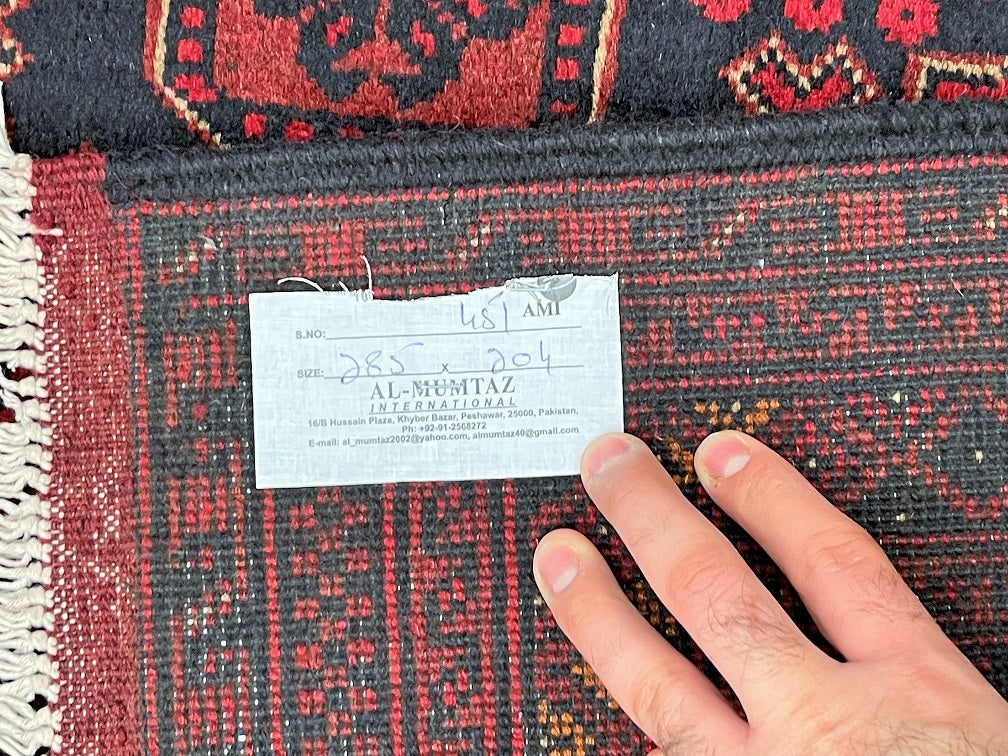 AMI
S.NO: 451
SIZE: 285 x 204
AL-MUMTAZ
INTERNATIONAL
16/B Hussain Plaza, Khyber Bazar, Peshawar, 25000, Pakistan,
Ph: +92-91-2568272
E-mail: al_mumtaz2002@yahoo.com, almumtaz40@gmail.com